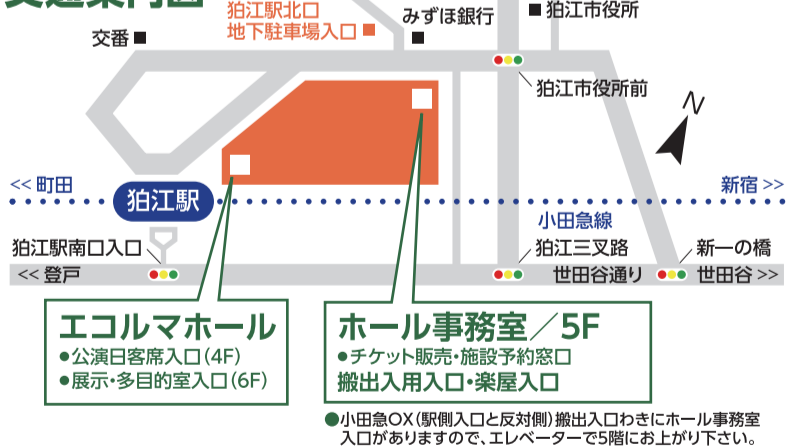 交通案内図
狛江駅北口
地下駐車場入口
みずほ銀行
狛江市役所
交番
狛江市役所前
N
<< 町田
狛江駅
新宿 >>
小田急線
狛江駅南口入口
狛江三叉路
新一の橋
<< 登戸
世田谷通り
世田谷 >>
エコルマホール
●公演日客席入口(4F)
●展示・多目的室入口(6F)
ホール事務室／5F
●チケット販売・施設予約窓口
搬出入用入口・楽屋入口
●小田急OX(駅側入口と反対側)搬出入口わきにホール事務室
入口がありますので、エレベーターで5階にお上がり下さい。